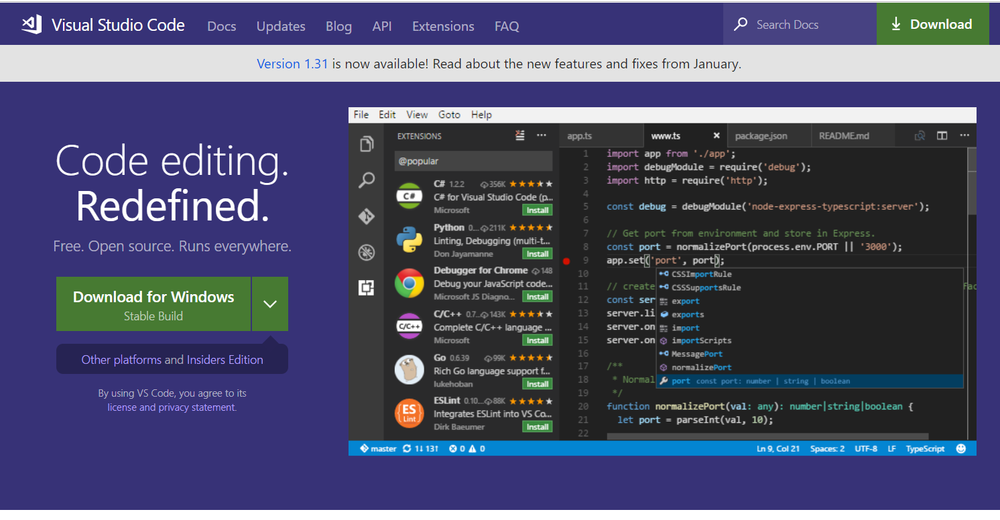 Visual Studio Code Docs Updates Blog API Extensions FAQ Search Docs Download
Version 1.31 is now available! Read about the new features and fixes from January.
Code editing.
Redefined.
Free. Open source. Runs everywhere.
Download for Windows
Stable Build
Other platforms and Insiders Edition
By using VS Code, you agree to its
license and privacy statement.
File Edit View Goto Help
EXTENSIONS
@popular
C# 1.2.2 356K
C# for Visual Studio Code (p...
Microsoft Install
C#
Python 0... 211K
Linting, Debugging (multi-t...
Don Jayamanne Install
Debugger for Chrome 148
Debug your JavaScript code...
Microsoft JS Diagno... Install
C/C++ 0.7... 143K
Complete C/C++ language ...
Microsoft Install
C/C++
Go 0.6.39 99K
Rich Go language support f...
lukehoban Install
ESLint 0.10... 88K
Integrates ESLint into VS Co...
Dirk Baeumer Install
ES
Lint
app.ts www.ts × package.json README.md
1 import app from './app';
2 import debugModule = require('debug');
3 import http = require('http');
4
5 const debug = debugModule('node-express-typescript:server');
6
7 // Get port from environment and store in Express.
8 const port = normalizePort(process.env.PORT || '3000');
9 app.set('port', port);
10
11 // create fac
12 const ser
13 server.li
14 server.on
15 server.on
16
17 /**
18 * Normal
19 */
20 function normalizePort(val: any): number|string|boolean {
21 let port = parseInt(val, 10);
22
CSSImportRule
CSSSupportsRule
export
exports
import
importScripts
MessagePort
normalizePort
port const port: number | string | boolean
master 1↓ 13↑ 0 0 Ln 9, Col 21 Spaces: 2 UTF-8 LF TypeScript